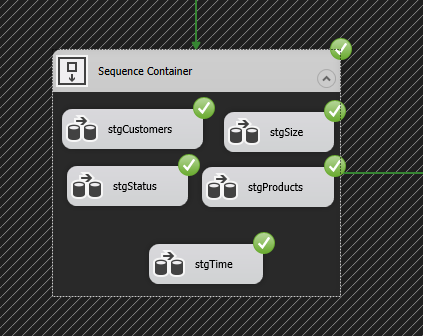 Sequence Container
stgCustomers
stgSize
stgStatus
stgProducts
stgTime